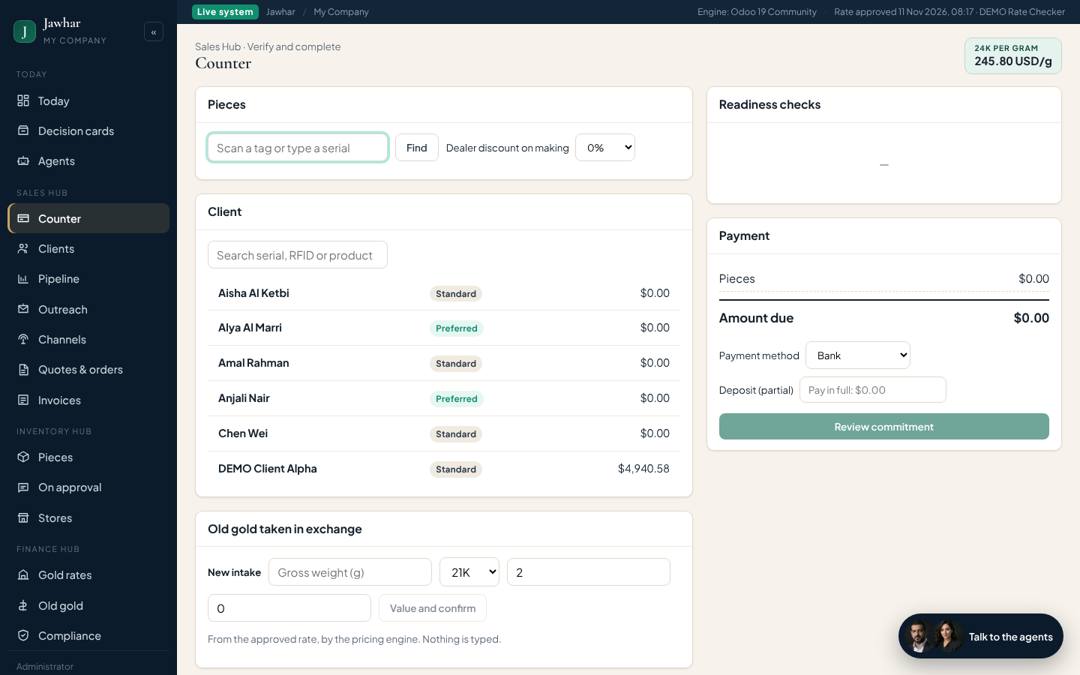 Live system Jawhar / My Company
Engine: Odoo 19 Community Rate approved 11 Nov 2026, 08:17 · DEMO Rate Checker
J
Jawhar
MY COMPANY
«
TODAY
Today
Decision cards
Agents
SALES HUB
Counter
Clients
Pipeline
Outreach
Channels
Quotes & orders
Invoices
INVENTORY HUB
Pieces
On approval
Stores
FINANCE HUB
Gold rates
Old gold
Compliance
Administrator
Sales Hub · Verify and complete
Counter
24K PER GRAM
245.80 USD/g
Pieces
Scan a tag or type a serial Find Dealer discount on making 0%
Client
Search serial, RFID or product
Aisha Al Ketbi Standard $0.00
Alya Al Marri Preferred $0.00
Amal Rahman Standard $0.00
Anjali Nair Preferred $0.00
Chen Wei Standard $0.00
DEMO Client Alpha Standard $4,940.58
Old gold taken in exchange
New intake Gross weight (g) 21K 2
0 Value and confirm
From the approved rate, by the pricing engine. Nothing is typed.
Readiness checks
—
Payment
Pieces $0.00
Amount due $0.00
Payment method Bank
Deposit (partial) Pay in full: $0.00
Review commitment
Talk to the agents